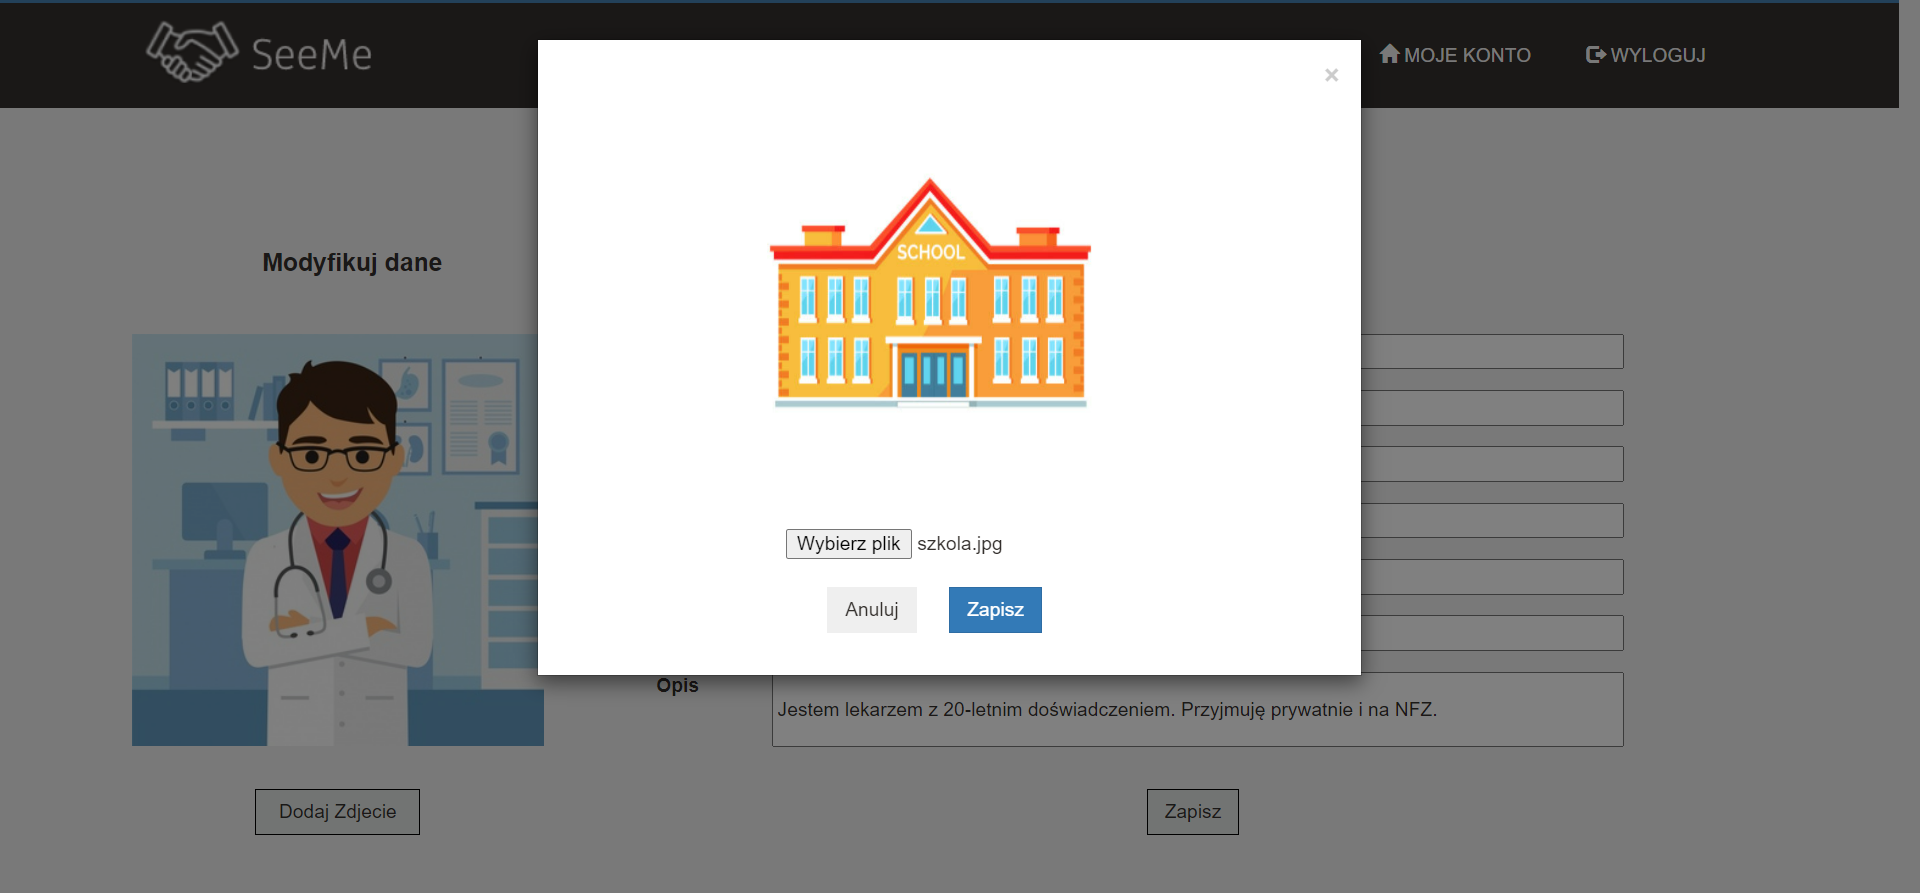 SeeMe
MOJE KONTO
WYLOGUJ
×
Modyfikuj dane
SCHOOL
Wybierz plik szkola.jpg
Anuluj
Zapisz
Opis
Jestem lekarzem z 20-letnim doświadczeniem. Przyjmuję prywatnie i na NFZ.
Dodaj Zdjecie
Zapisz